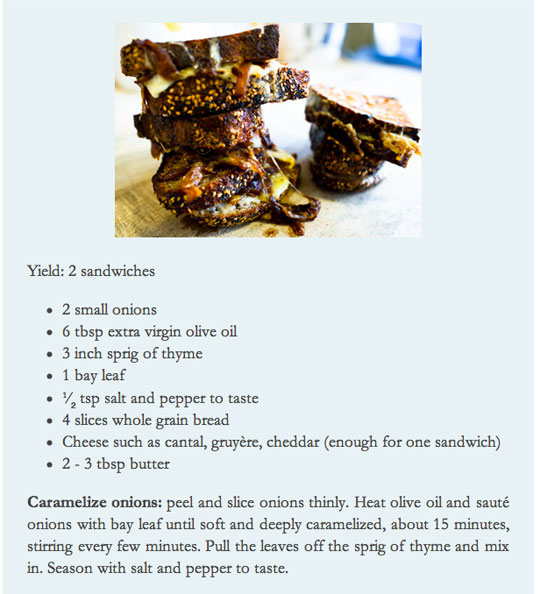 Yield: 2 sandwiches
• 2 small onions
• 6 tbsp extra virgin olive oil
• 3 inch sprig of thyme
• 1 bay leaf
• ½ tsp salt and pepper to taste
• 4 slices whole grain bread
• Cheese such as cantal, gruyère, cheddar (enough for one sandwich)
• 2 - 3 tbsp butter
Caramelize onions: peel and slice onions thinly. Heat olive oil and sauté
onions with bay leaf until soft and deeply caramelized, about 15 minutes,
stirring every few minutes. Pull the leaves off the sprig of thyme and mix
in. Season with salt and pepper to taste.